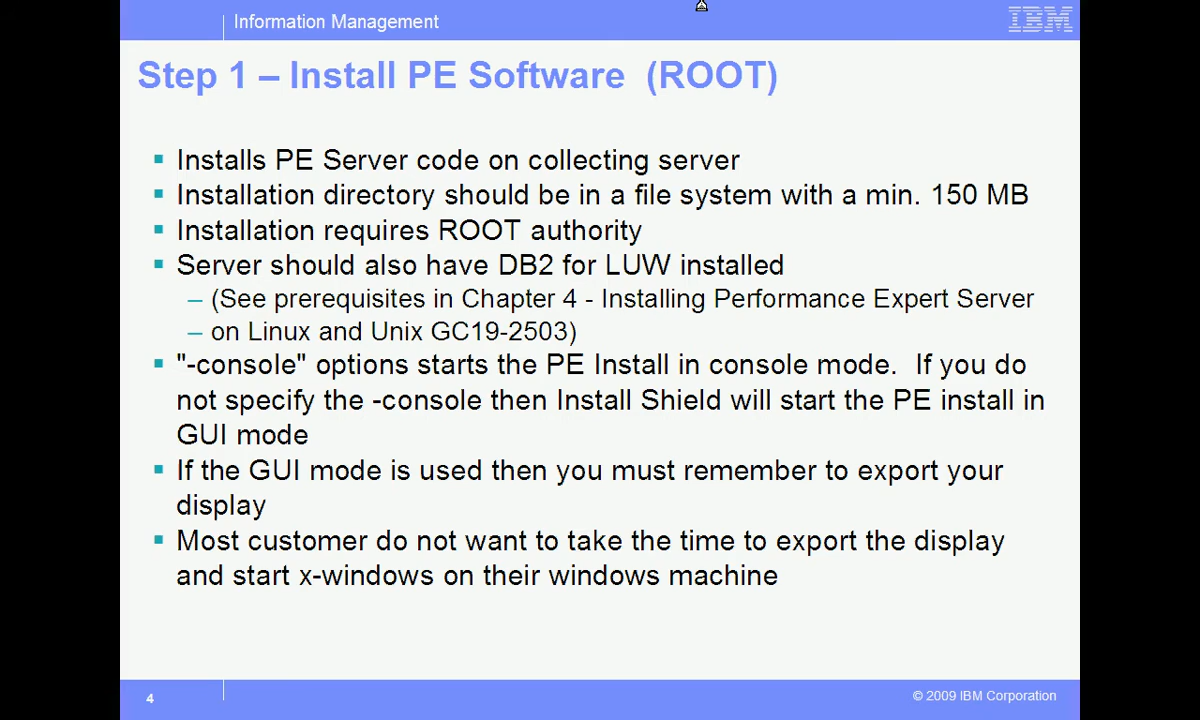 Information Management
IBM
Step 1 – Install PE Software (ROOT)
Installs PE Server code on collecting server
Installation directory should be in a file system with a min. 150 MB
Installation requires ROOT authority
Server should also have DB2 for LUW installed
– (See prerequisites in Chapter 4 - Installing Performance Expert Server
– on Linux and Unix GC19-2503)
"-console" options starts the PE Install in console mode. If you do
not specify the -console then Install Shield will start the PE install in
GUI mode
If the GUI mode is used then you must remember to export your
display
Most customer do not want to take the time to export the display
and start x-windows on their windows machine
4
© 2009 IBM Corporation